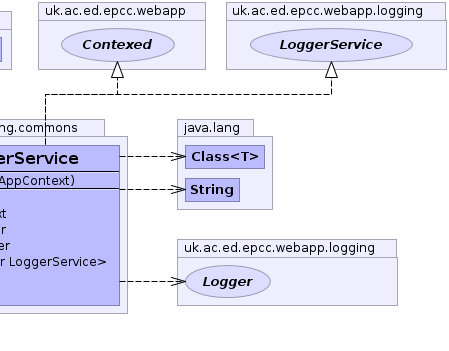 uk.ac.ed.epcc.webapp
uk.ac.ed.epcc.webapp.logging
Contexed
LoggerService
ng.commons
java.lang
erService
Class<T>
AppContext)
String
xt
er
er
r LoggerService>
uk.ac.ed.epcc.webapp.logging
Logger